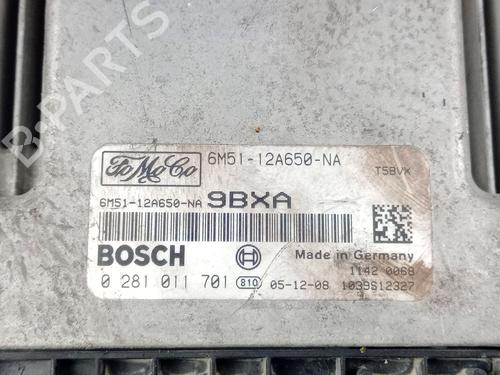 FoMoCo 6M51-12A650-NA
T5BVX
6M51-12A650-NA 9BXA
BOSCH
Made in Germany
1142 0068
0 281 011 701 810 05-12-08 1039S12327
B-PARTS